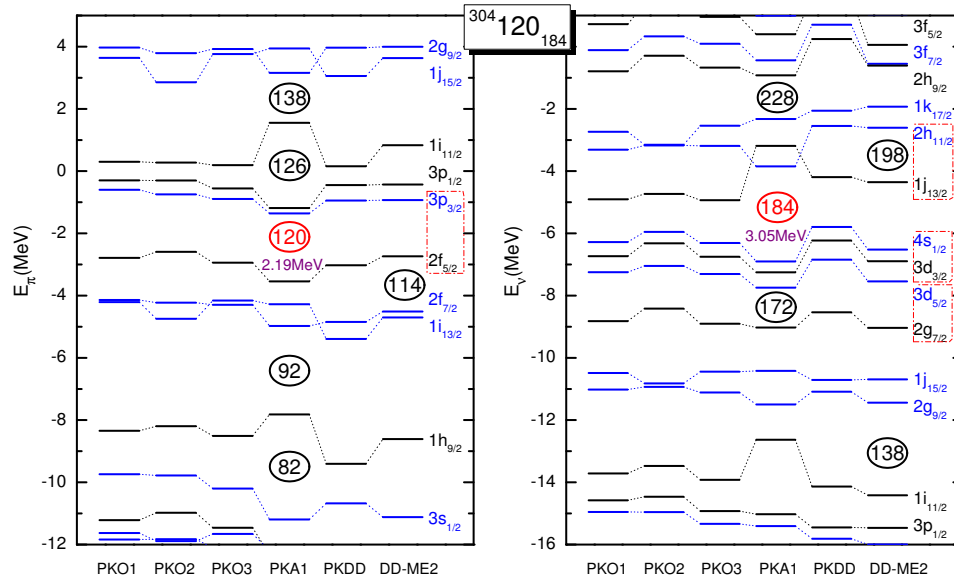 ³⁰⁴120₁₈₄
E_π(MeV)
4
2
0
-2
-4
-6
-8
-10
-12
138
126
120
2.19MeV
114
92
82
2g₉/₂
1j₁₅/₂
1i₁₁/₂
3p₁/₂
3p₃/₂
2f₅/₂
2f₇/₂
1i₁₃/₂
1h₉/₂
3s₁/₂
PKO1 PKO2 PKO3 PKA1 PKDD DD-ME2
E_ν(MeV)
4
2
-2
-4
-6
-8
-10
-12
-14
-16
228
198
184
3.05MeV
172
138
3f₅/₂
3f₇/₂
2h₉/₂
1k₁₇/₂
2h₁₁/₂
1j₁₃/₂
4s₁/₂
3d₃/₂
3d₅/₂
2g₇/₂
1j₁₅/₂
2g₉/₂
1i₁₁/₂
3p₁/₂
PKO1 PKO2 PKO3 PKA1 PKDD DD-ME2